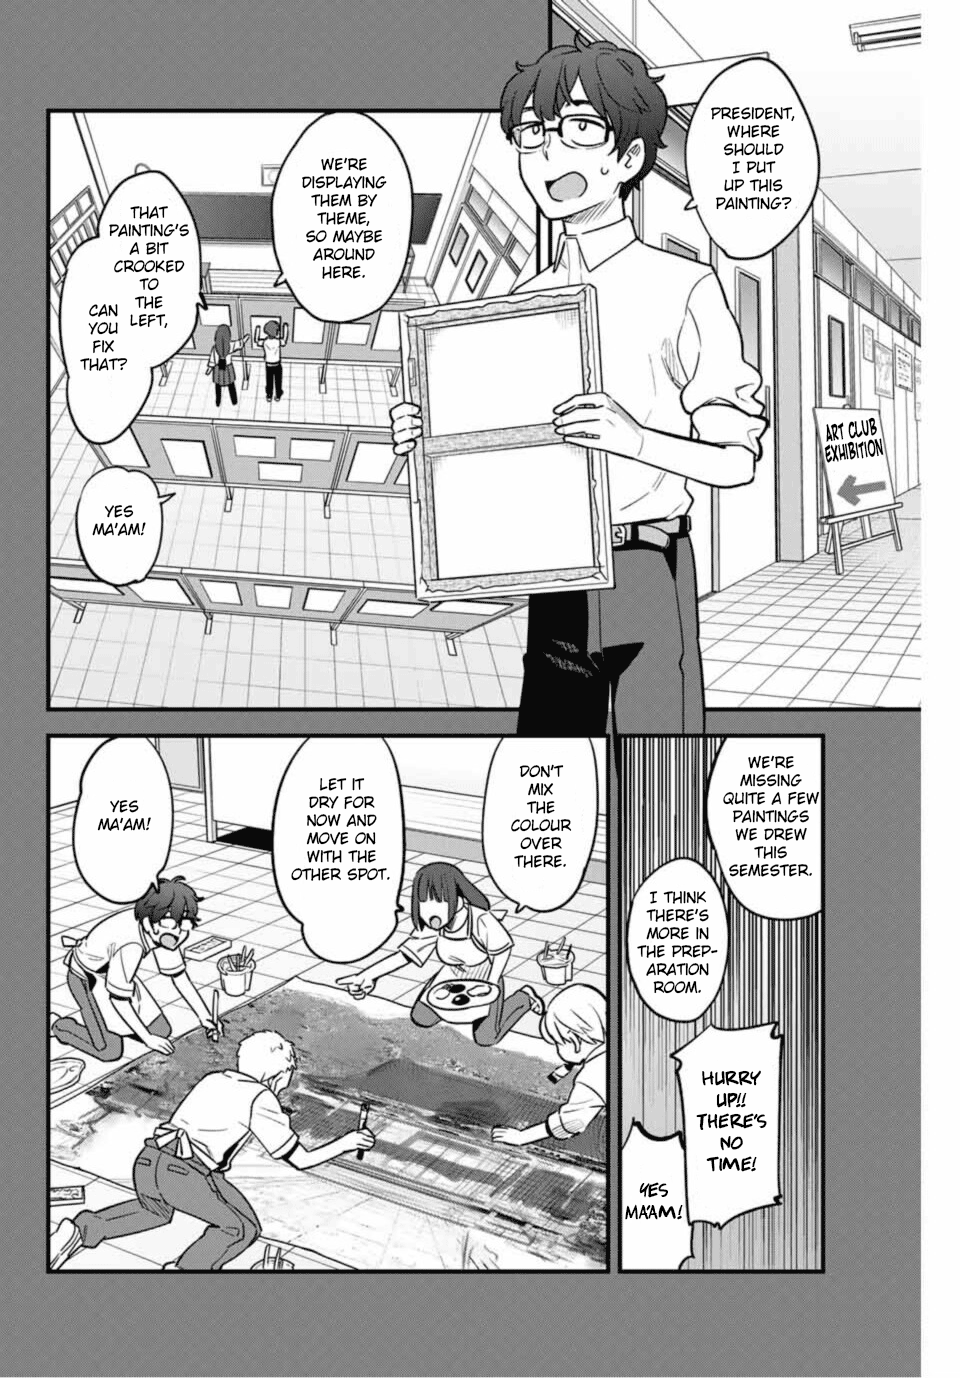 PRESIDENT,
WHERE
SHOULD
I PUT
UP THIS
PAINTING?
WE'RE
DISPLAYING
THEM BY
THEME,
SO MAYBE
AROUND
HERE.
THAT
PAINTING'S
A BIT
CROOKED
TO
THE
LEFT,
CAN
YOU
FIX
THAT?
YES
MA'AM!
ART CLUB
EXHIBITION
WE'RE
MISSING
QUITE A FEW
PAINTINGS
WE DREW
THIS
SEMESTER.
I THINK
THERE'S
MORE IN
THE PREP-
ARATION
ROOM.
HURRY
UP!!
THERE'S
NO
TIME!
YES
MA'AM!
DON'T
MIX
THE
COLOUR
OVER
THERE.
LET IT
DRY FOR
NOW AND
MOVE ON
WITH THE
OTHER SPOT.
YES
MA'AM!